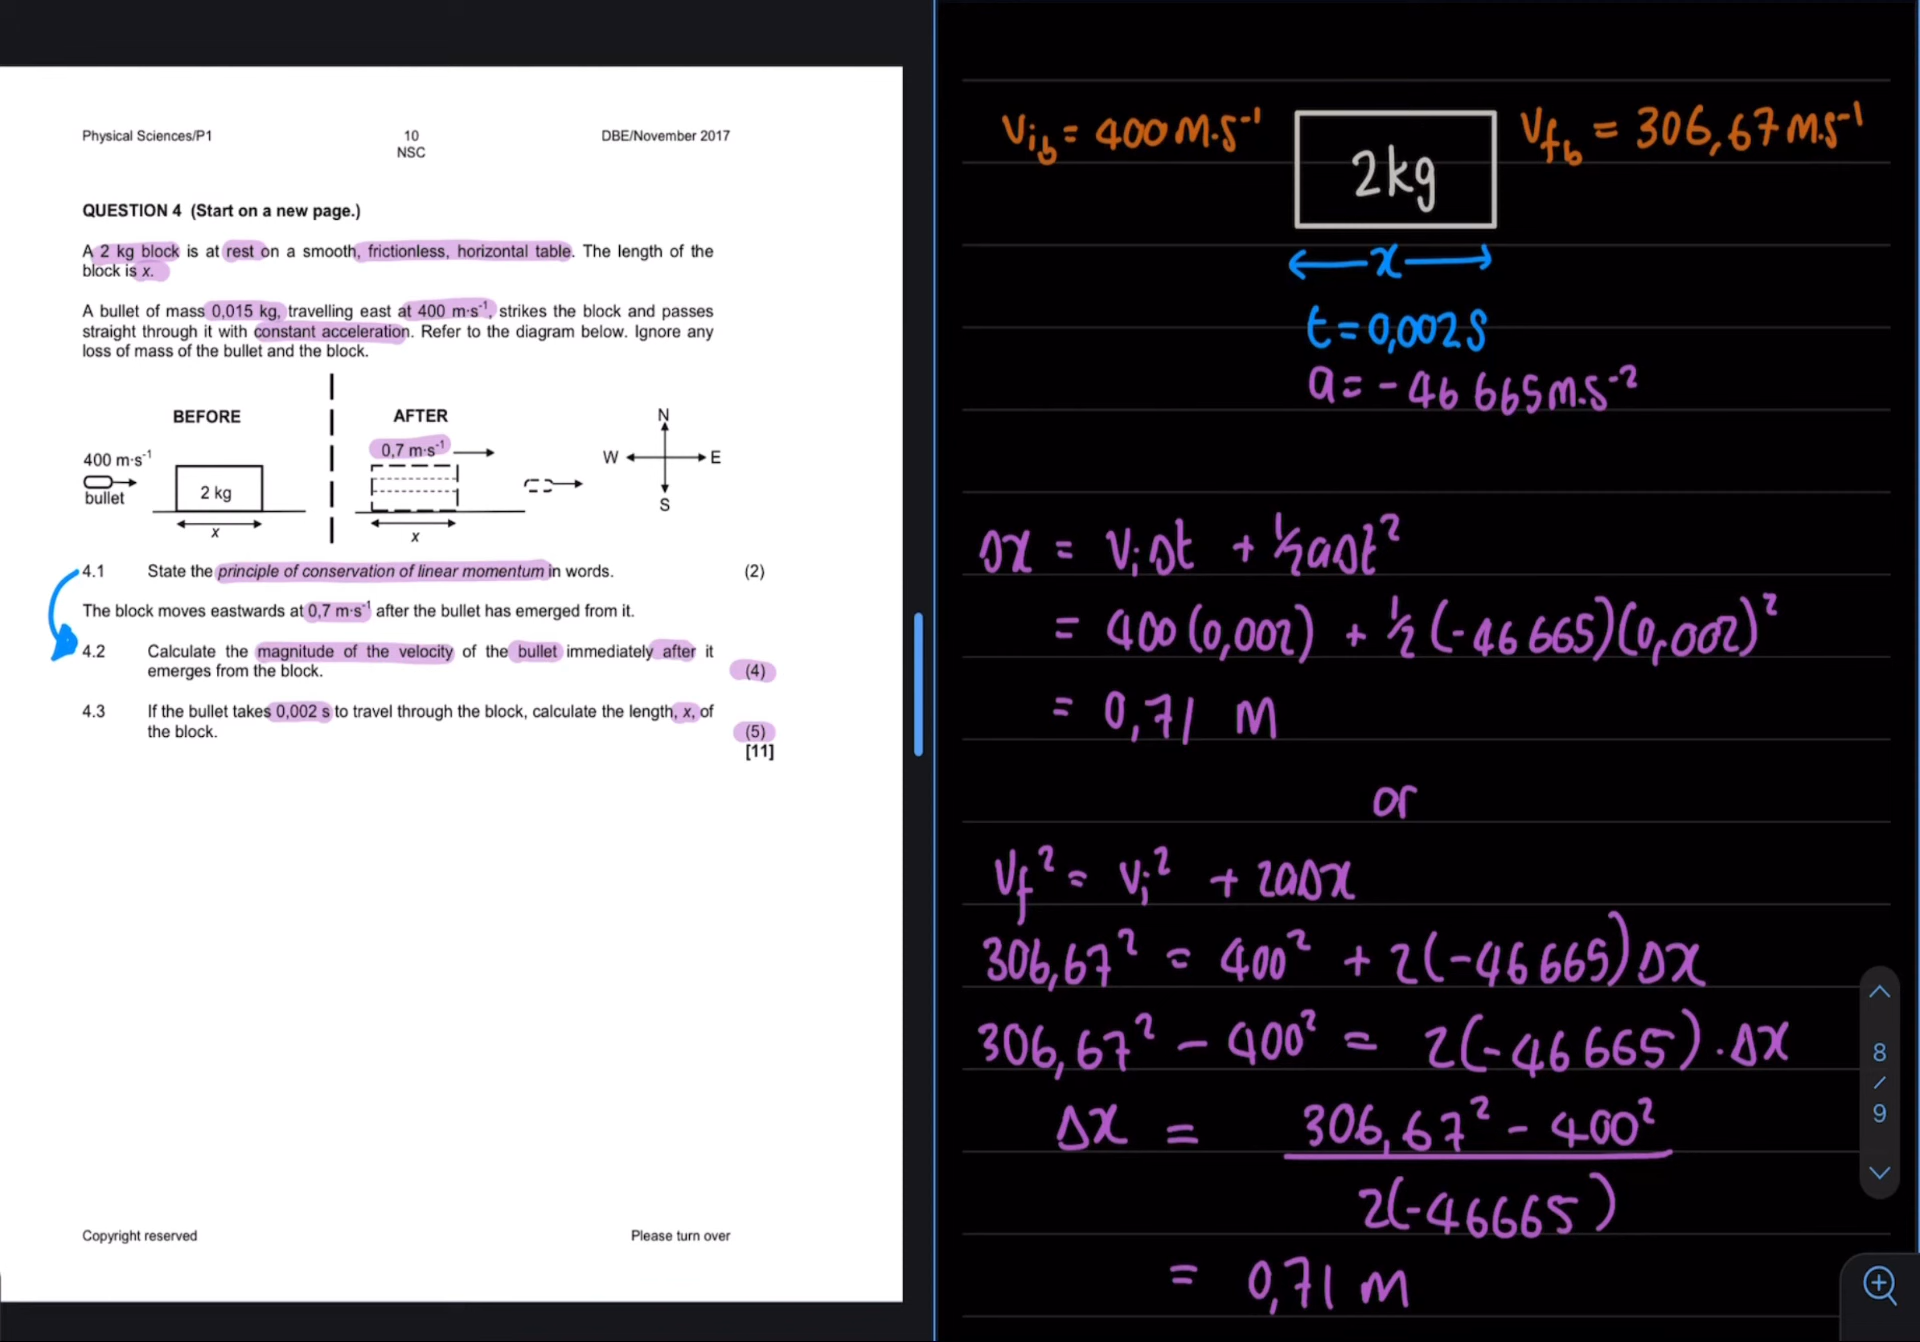 Physical Sciences/P1
10
NSC
DBE/November 2017
QUESTION 4 (Start on a new page.)
A 2 kg block is at rest on a smooth, frictionless, horizontal table. The length of the
block is x.
A bullet of mass 0,015 kg, travelling east at 400 m·s⁻¹, strikes the block and passes
straight through it with constant acceleration. Refer to the diagram below. Ignore any
loss of mass of the bullet and the block.
BEFORE
AFTER
400 m·s⁻¹
bullet
2 kg
x
0,7 m·s⁻¹
x
N
W
E
S
4.1 State the principle of conservation of linear momentum in words. (2)
The block moves eastwards at 0,7 m·s⁻¹ after the bullet has emerged from it.
4.2 Calculate the magnitude of the velocity of the bullet immediately after it
emerges from the block. (4)
4.3 If the bullet takes 0,002 s to travel through the block, calculate the length, x, of
the block. (5)
[11]
Copyright reserved
Please turn over
Vib = 400 m.s⁻¹
2kg
Vfb = 306,67 m.s⁻¹
x
t = 0,002 s
a = - 46 665 m.s⁻²
Δx = ViΔt + ½aΔt²
= 400(0,002) + ½(-46 665)(0,002)²
= 0,71 m
or
Vf² = Vi² + 2aΔx
306,67² = 400² + 2(-46 665)Δx
306,67² - 400² = 2(-46 665).Δx
Δx = 306,67² - 400²
2(-46665)
= 0,71 m
8
/
9